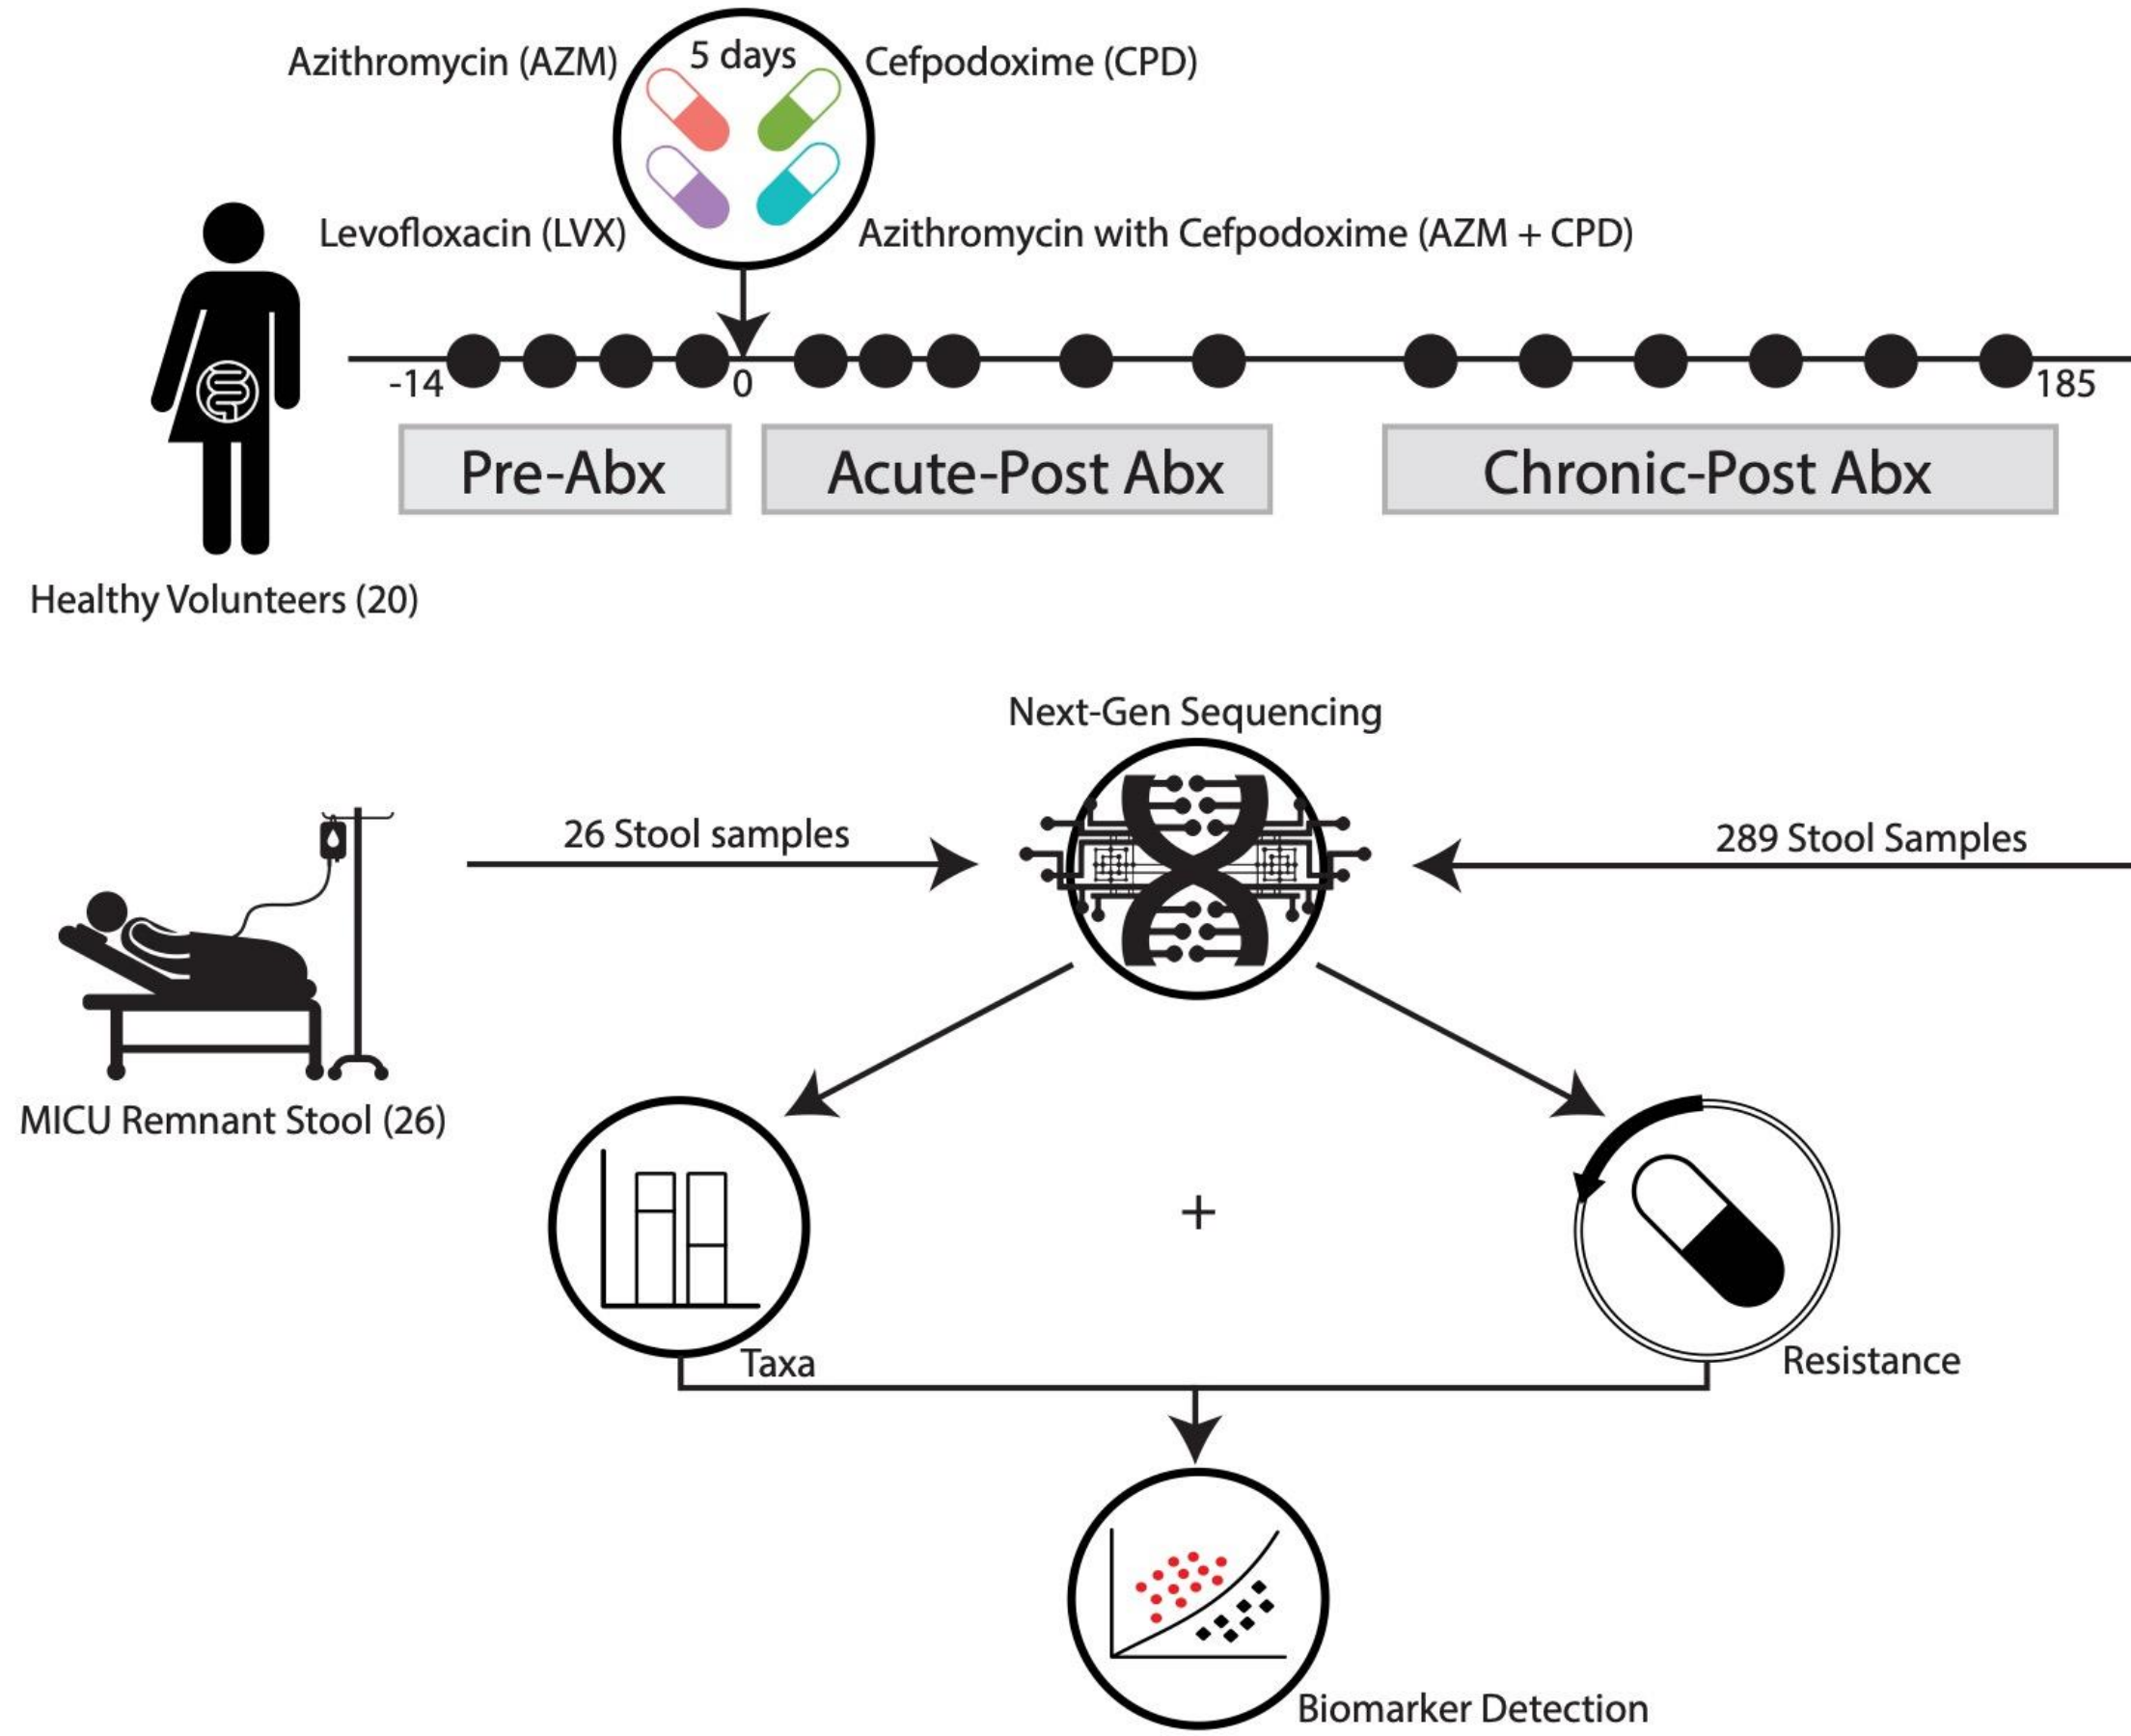 5 days
Azithromycin (AZM)
Cefpodoxime (CPD)
Levofloxacin (LVX)
Azithromycin with Cefpodoxime (AZM + CPD)
-14
0
185
Pre-Abx
Acute-Post Abx
Chronic-Post Abx
Healthy Volunteers (20)
Next-Gen Sequencing
26 Stool samples
289 Stool Samples
MICU Remnant Stool (26)
+
Taxa
Resistance
Biomarker Detection